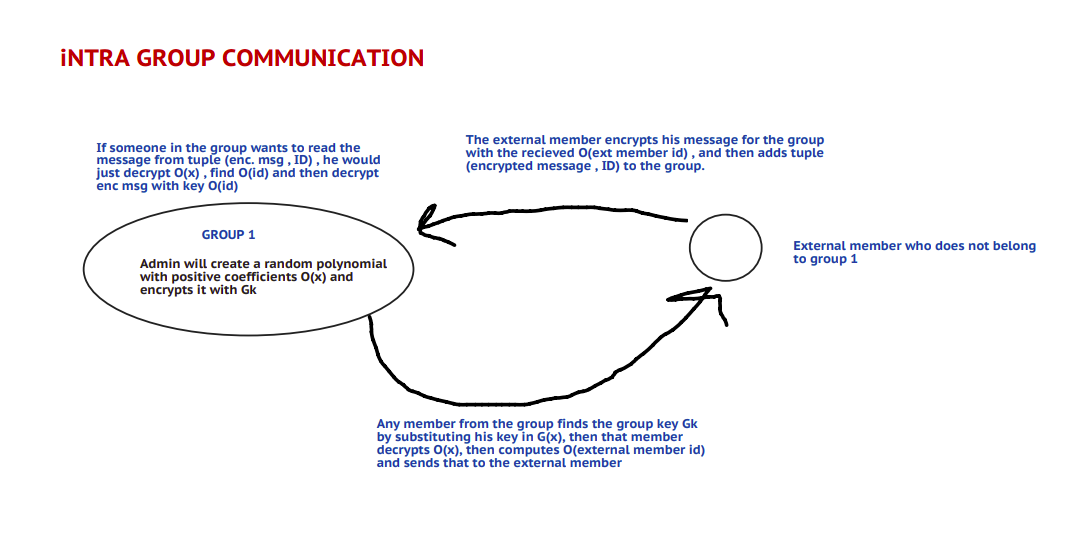 iNTRA GROUP COMMUNICATION
If someone in the group wants to read the
message from tuple (enc. msg , ID) , he would
just decrypt O(x) , find O(id) and then decrypt
enc msg with key O(id)
The external member encrypts his message for the group
with the recieved O(ext member id) , and then adds tuple
(encrypted message , ID) to the group.
GROUP 1
Admin will create a random polynomial
with positive coefficients O(x) and
encrypts it with Gk
External member who does not belong
to group 1
Any member from the group finds the group key Gk
by substituting his key in G(x), then that member
decrypts O(x), then computes O(external member id)
and sends that to the external member